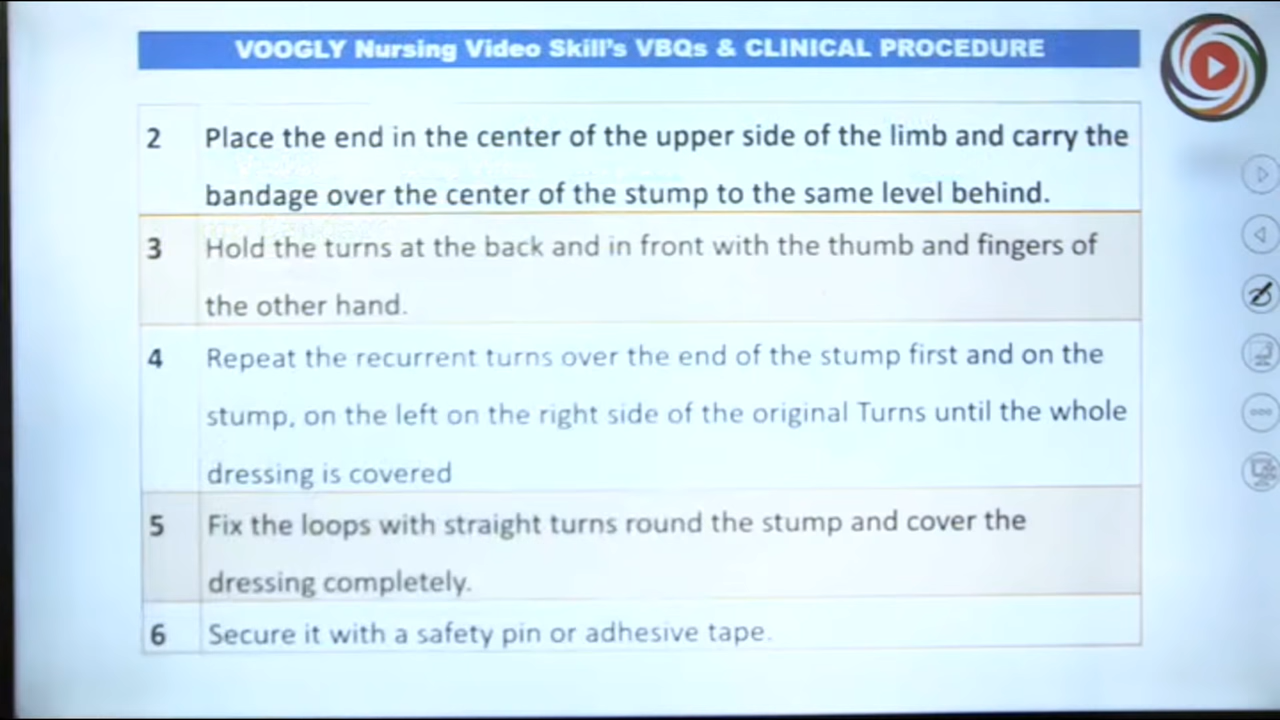 VOOGLY Nursing Video Skill's VBQs & CLINICAL PROCEDURE
2 Place the end in the center of the upper side of the limb and carry the
bandage over the center of the stump to the same level behind.
3 Hold the turns at the back and in front with the thumb and fingers of
the other hand.
4 Repeat the recurrent turns over the end of the stump first and on the
stump, on the left on the right side of the original Turns until the whole
dressing is covered
5 Fix the loops with straight turns round the stump and cover the
dressing completely.
6 Secure it with a safety pin or adhesive tape.